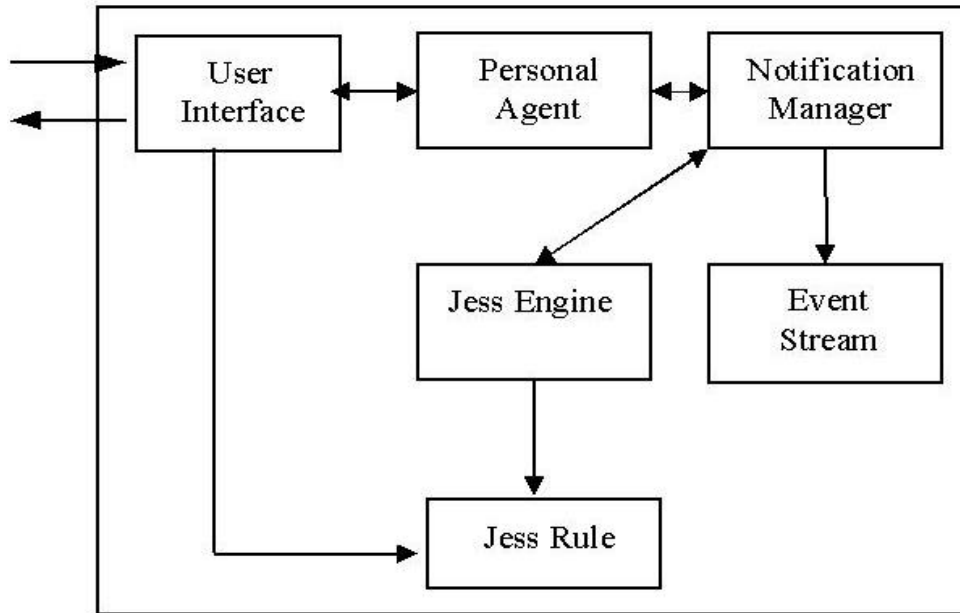 User
Interface
Personal
Agent
Notification
Manager
Jess Engine
Event
Stream
Jess Rule